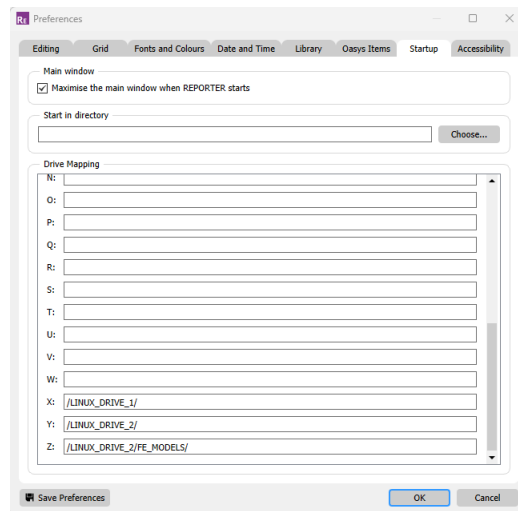 RE Preferences
Editing Grid Fonts and Colours Date and Time Library Oasys Items Startup Accessibility
Main window
Maximise the main window when REPORTER starts
Start in directory
Choose...
Drive Mapping
N:
O:
P:
Q:
R:
S:
T:
U:
V:
W:
X: /LINUX_DRIVE_1/
Y: /LINUX_DRIVE_2/
Z: /LINUX_DRIVE_2/FE_MODELS/
Save Preferences OK Cancel